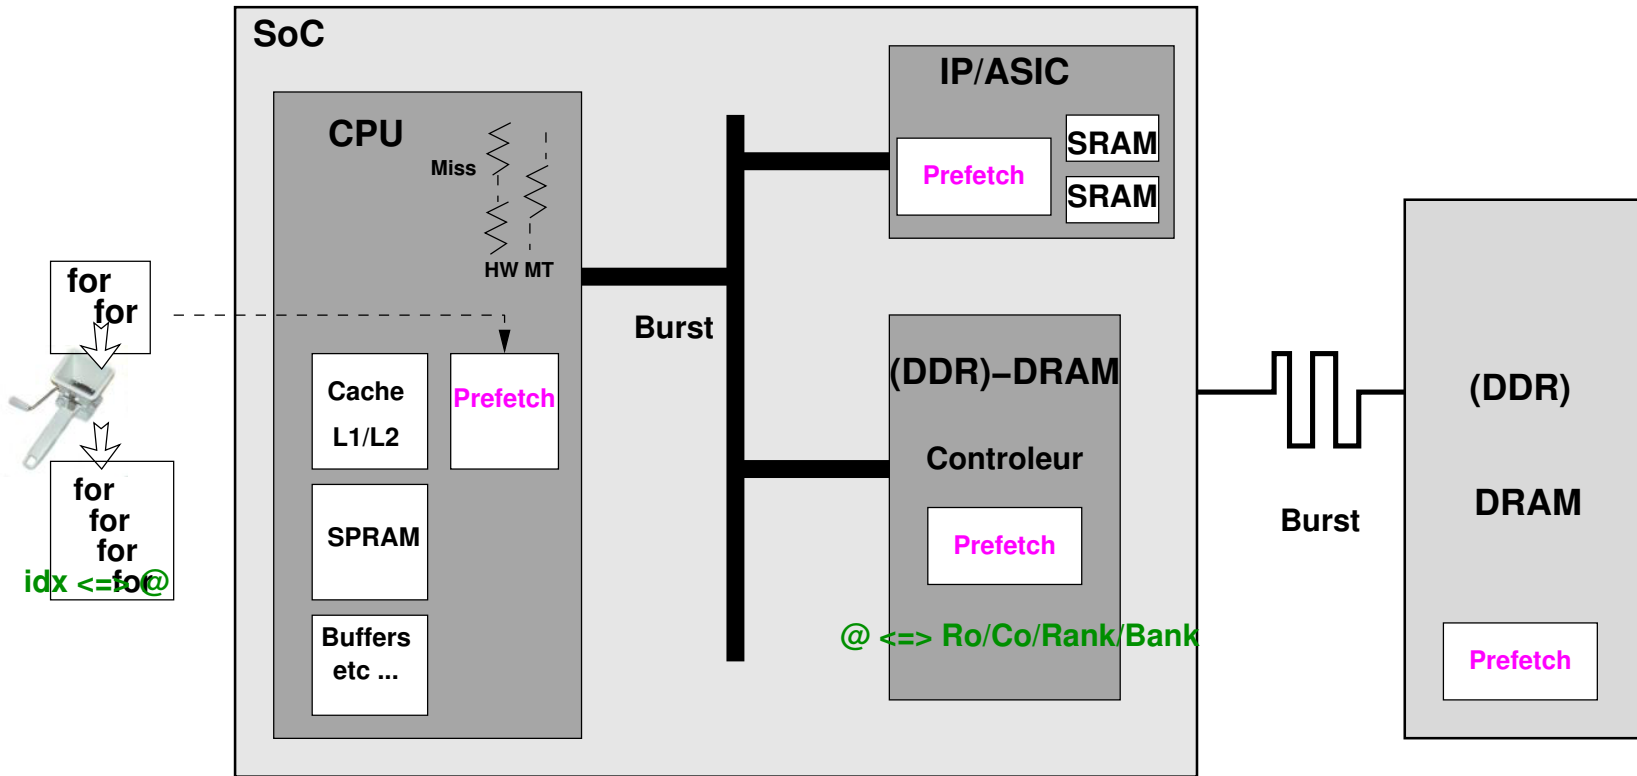 SoC
for
for
for
for
for
for
idx <=> @
CPU
Miss
HW MT
Cache
L1/L2
Prefetch
SPRAM
Buffers
etc ...
Burst
IP/ASIC
Prefetch
SRAM
SRAM
(DDR)–DRAM
Controleur
Prefetch
@ <=> Ro/Co/Rank/Bank
Burst
(DDR)
DRAM
Prefetch